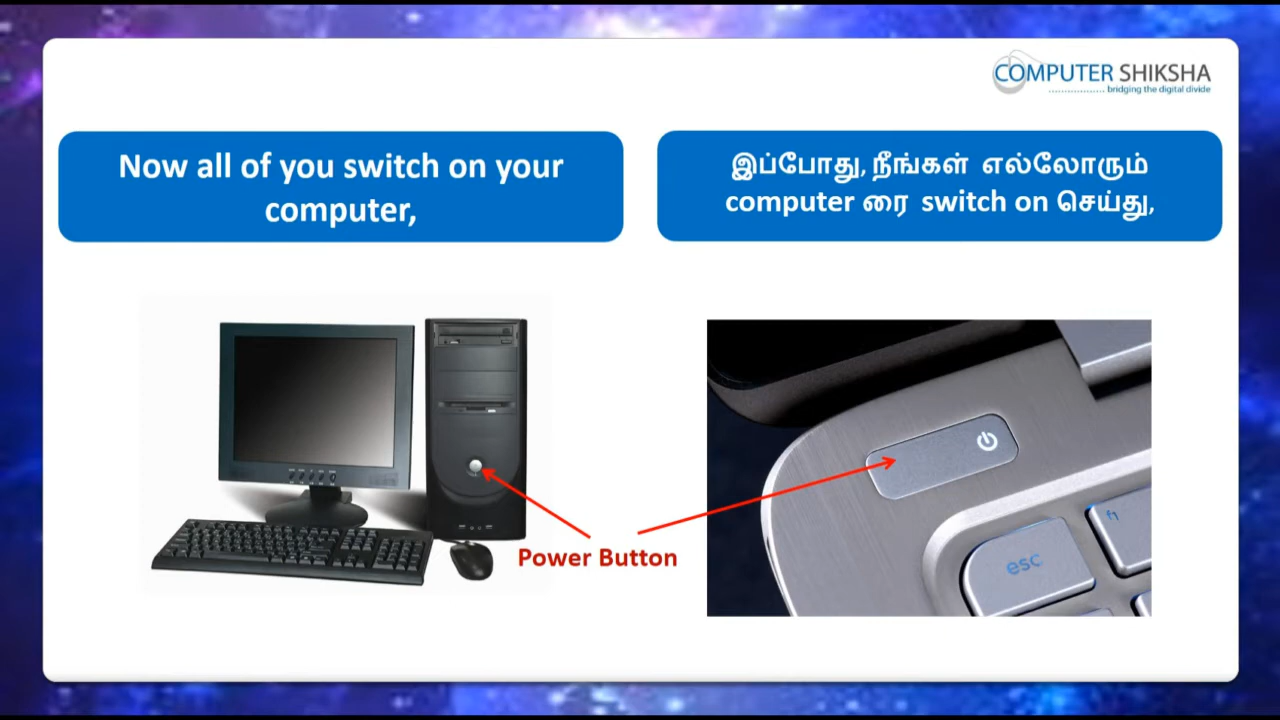 COMPUTER SHIKSHA
bridging the digital divide
Now all of you switch on your
computer,
இப்போது, நீங்கள் எல்லோரும்
computer ரை switch on செய்து,
Power Button
f1
esc